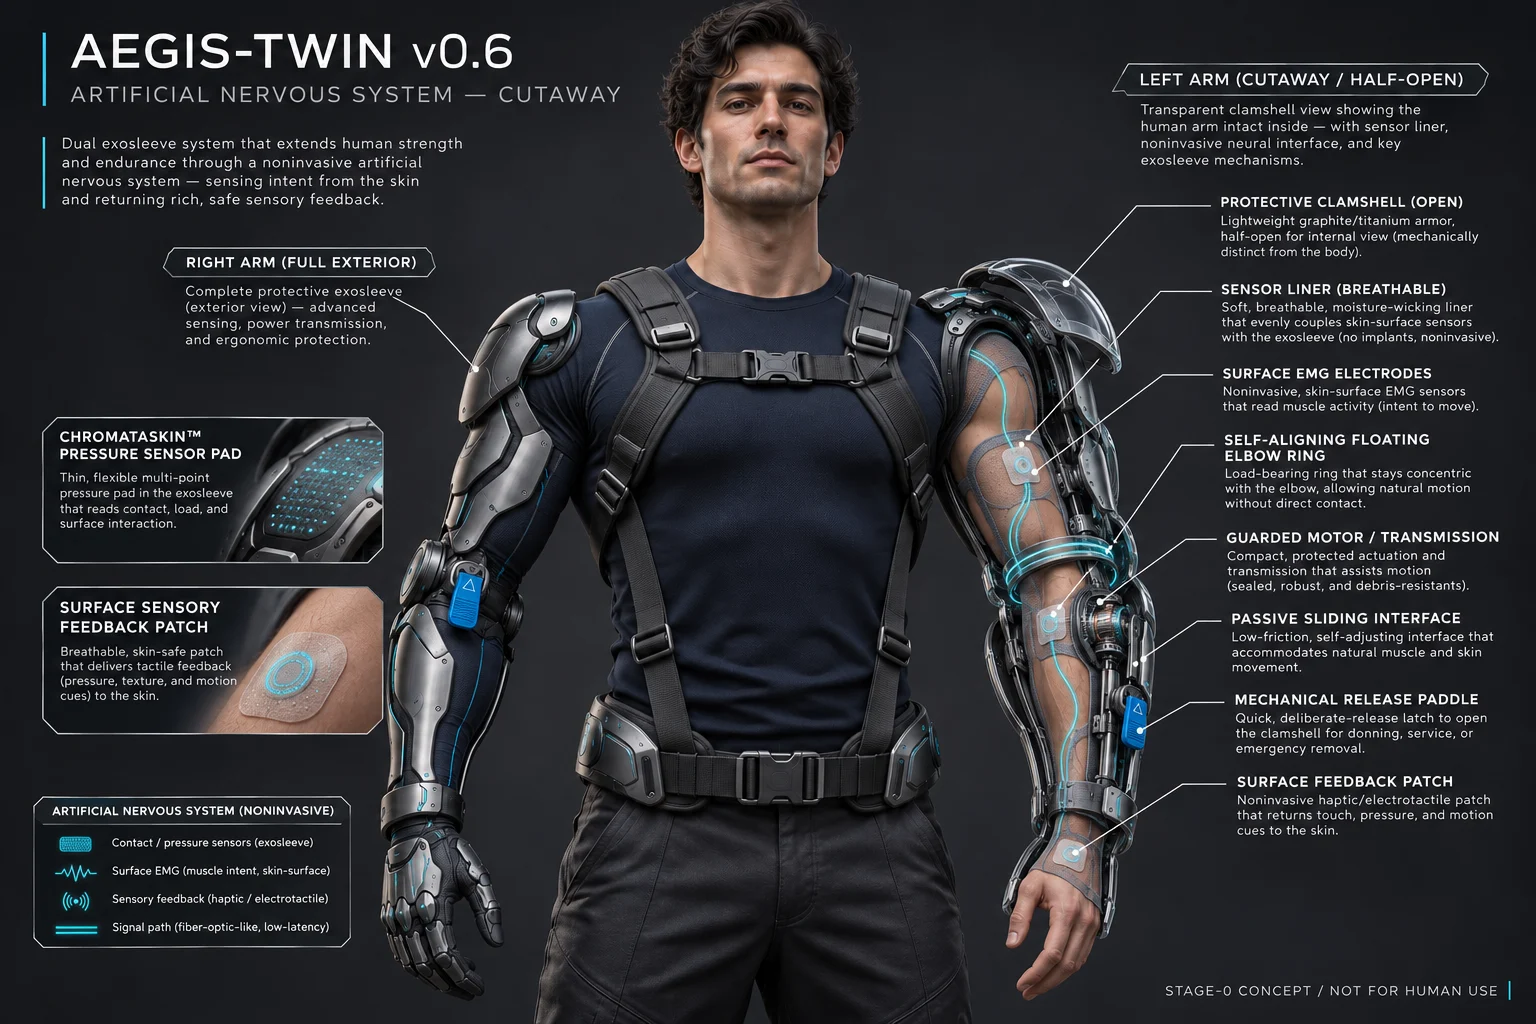 AEGIS-TWIN v0.6
ARTIFICIAL NERVOUS SYSTEM — CUTAWAY
Dual exosleeve system that extends human strength
and endurance through a noninvasive artificial
nervous system — sensing intent from the skin
and returning rich, safe sensory feedback.
RIGHT ARM (FULL EXTERIOR)
Complete protective exosleeve
(exterior view) — advanced
sensing, power transmission,
and ergonomic protection.
CHROMATASKIN™
PRESSURE SENSOR PAD
Thin, flexible multi-point
pressure pad in the exosleeve
that reads contact, load, and
surface interaction.
SURFACE SENSORY
FEEDBACK PATCH
Breathable, skin-safe patch
that delivers tactile feedback
(pressure, texture, and motion
cues) to the skin.
ARTIFICIAL NERVOUS SYSTEM (NONINVASIVE)
Contact / pressure sensors (exosleeve)
Surface EMG (muscle intent, skin-surface)
Sensory feedback (haptic / electrotactile)
Signal path (fiber-optic-like, low-latency)
LEFT ARM (CUTAWAY / HALF-OPEN)
Transparent clamshell view showing the
human arm intact inside — with sensor liner,
noninvasive neural interface, and key
exosleeve mechanisms.
PROTECTIVE CLAMSHELL (OPEN)
Lightweight graphite/titanium armor,
half-open for internal view (mechanically
distinct from the body).
SENSOR LINER (BREATHABLE)
Soft, breathable, moisture-wicking liner
that evenly couples skin-surface sensors
with the exosleeve (no implants, noninvasive).
SURFACE EMG ELECTRODES
Noninvasive, skin-surface EMG sensors
that read muscle activity (intent to move).
SELF-ALIGNING FLOATING
ELBOW RING
Load-bearing ring that stays concentric
with the elbow, allowing natural motion
without direct contact.
GUARDED MOTOR / TRANSMISSION
Compact, protected actuation and
transmission that assists motion
(sealed, robust, and debris-resistants).
PASSIVE SLIDING INTERFACE
Low-friction, self-adjusting interface that
accommodates natural muscle and skin
movement.
MECHANICAL RELEASE PADDLE
Quick, deliberate-release latch to open
the clamshell for donning, service, or
emergency removal.
SURFACE FEEDBACK PATCH
Noninvasive haptic/electrotactile patch
that returns touch, pressure, and motion
cues to the skin.
STAGE-0 CONCEPT / NOT FOR HUMAN USE